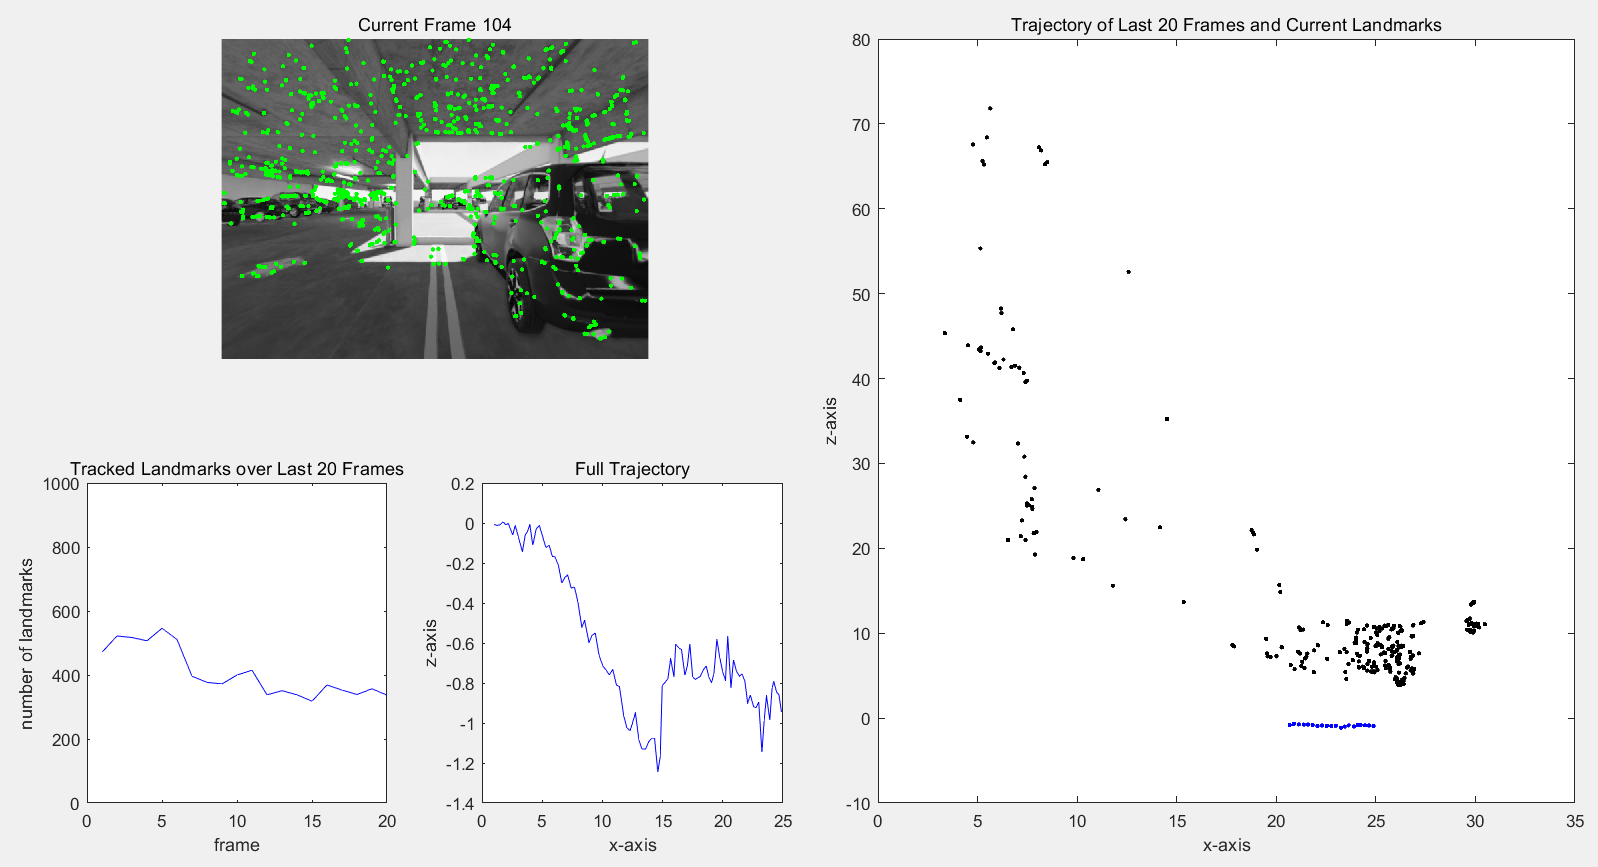 Current Frame 104
Tracked Landmarks over Last 20 Frames
1000
800
600
400
200
0
0 5 10 15 20
number of landmarks
frame
Full Trajectory
0.2
0
-0.2
-0.4
-0.6
-0.8
-1
-1.2
-1.4
0 5 10 15 20 25
z-axis
x-axis
Trajectory of Last 20 Frames and Current Landmarks
80
70
60
50
40
30
20
10
0
-10
0 5 10 15 20 25 30 35
z-axis
x-axis